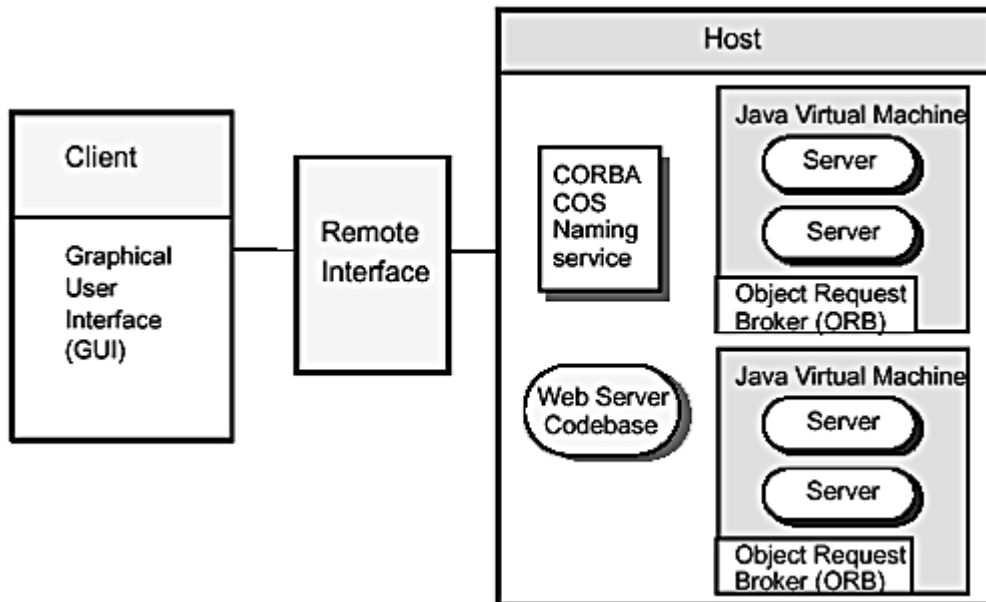 Client
Graphical
User
Interface
(GUI)
Remote
Interface
Host
CORBA
COS
Naming
service
Web Server
Codebase
Java Virtual Machine
Server
Server
Object Request
Broker (ORB)
Java Virtual Machine
Server
Server
Object Request
Broker (ORB)